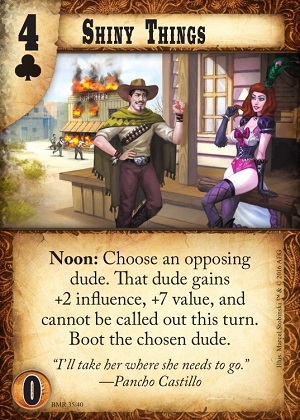 4
SHINY THINGS
Noon: Choose an opposing
dude. That dude gains
+2 influence, +7 value, and
cannot be called out this turn.
Boot the chosen dude.
"I'll take her where she needs to go."
—Pancho Castillo
0
BMR 35/40